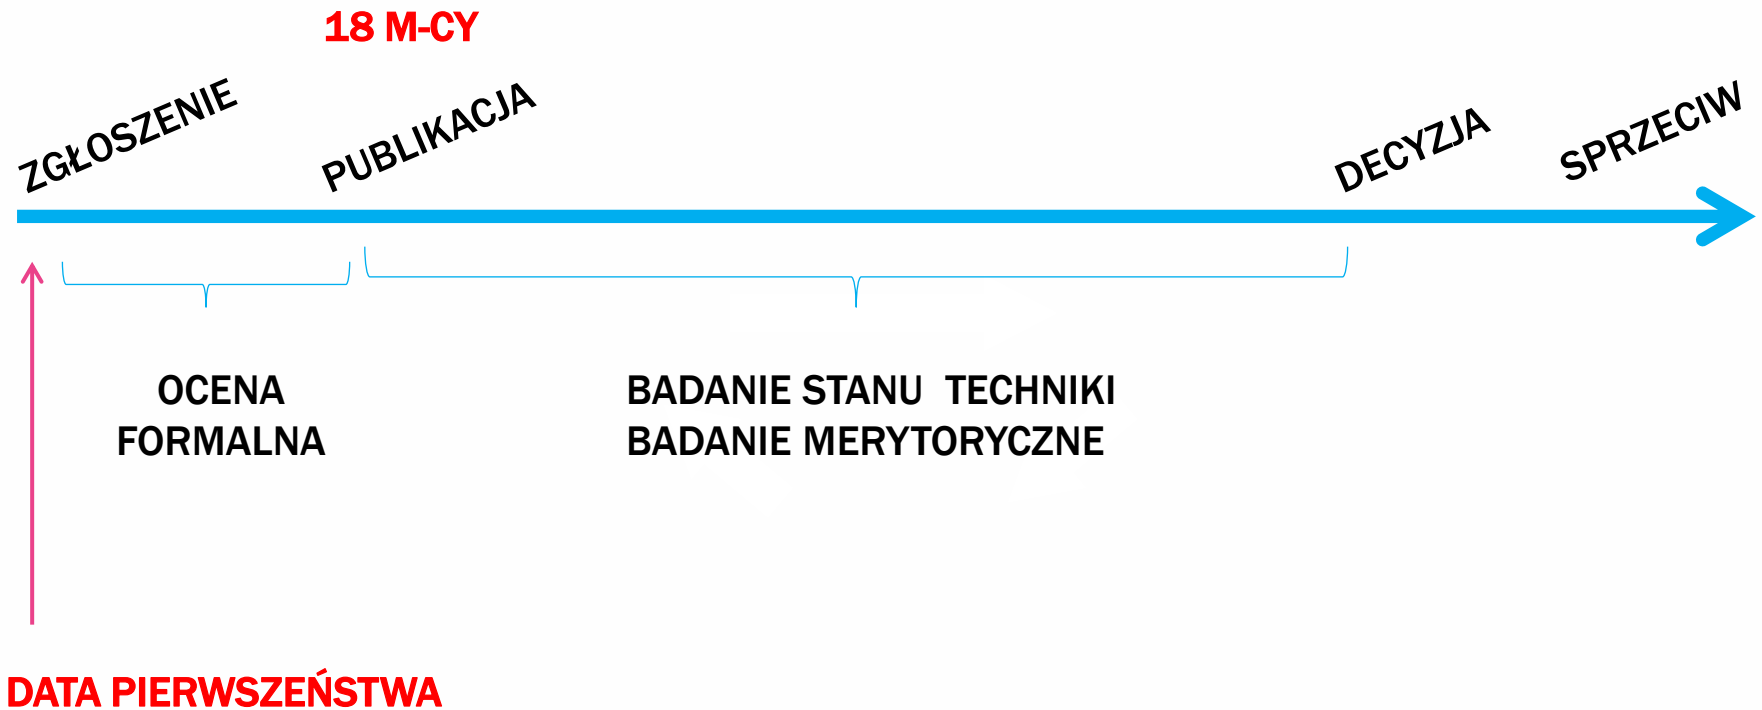 18 M-CY
ZGŁOSZENIE
PUBLIKACJA
DECYZJA
SPRZECIW
OCENA
FORMALNA
BADANIE STANU TECHNIKI
BADANIE MERYTORYCZNE
DATA PIERWSZEŃSTWA